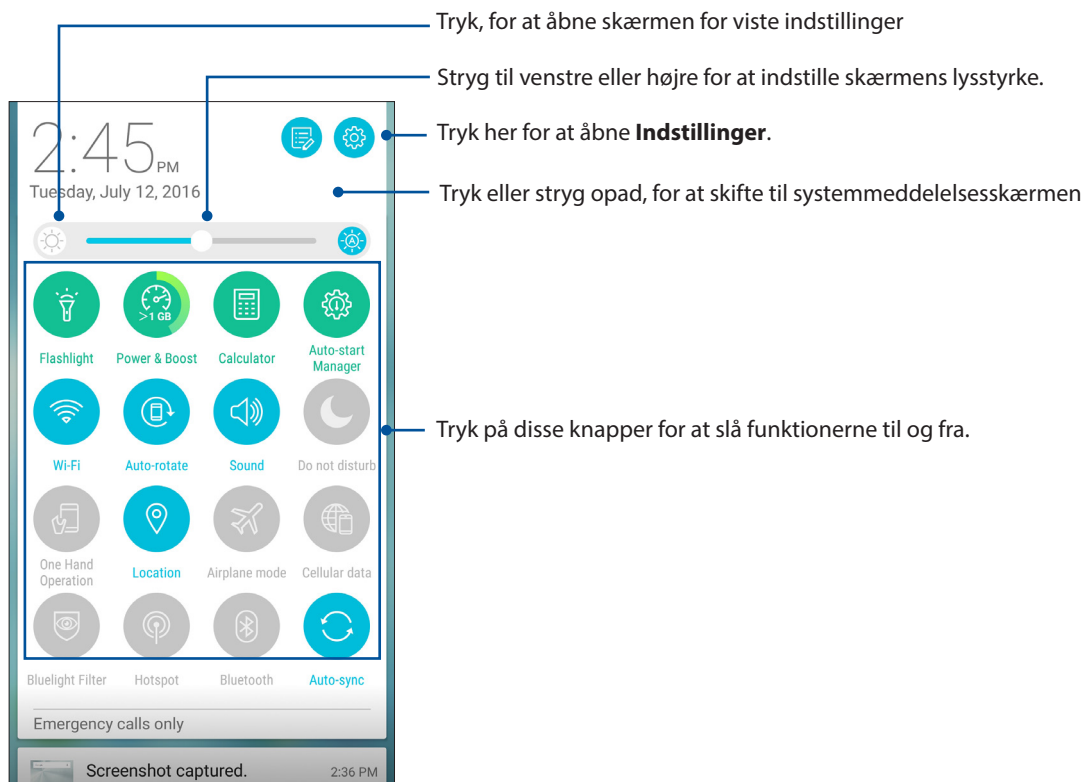 Tryk, for at åbne skærmen for viste indstillinger
Stryg til venstre eller højre for at indstille skærmens lysstyrke.
Tryk her for at åbne Indstillinger.
Tryk eller stryg opad, for at skifte til systemmeddelelsesskærmen
Tryk på disse knapper for at slå funktionerne til og fra.
2:45 PM
Tuesday, July 12, 2016
A
>1 GB
Flashlight
Power & Boost
Calculator
Auto-start
Manager
Wi-Fi
Auto-rotate
Sound
Do not disturb
One Hand
Operation
Location
Airplane mode
Cellular data
Bluelight Filter
Hotspot
Bluetooth
Auto-sync
Emergency calls only
Screenshot captured.
2:36 PM